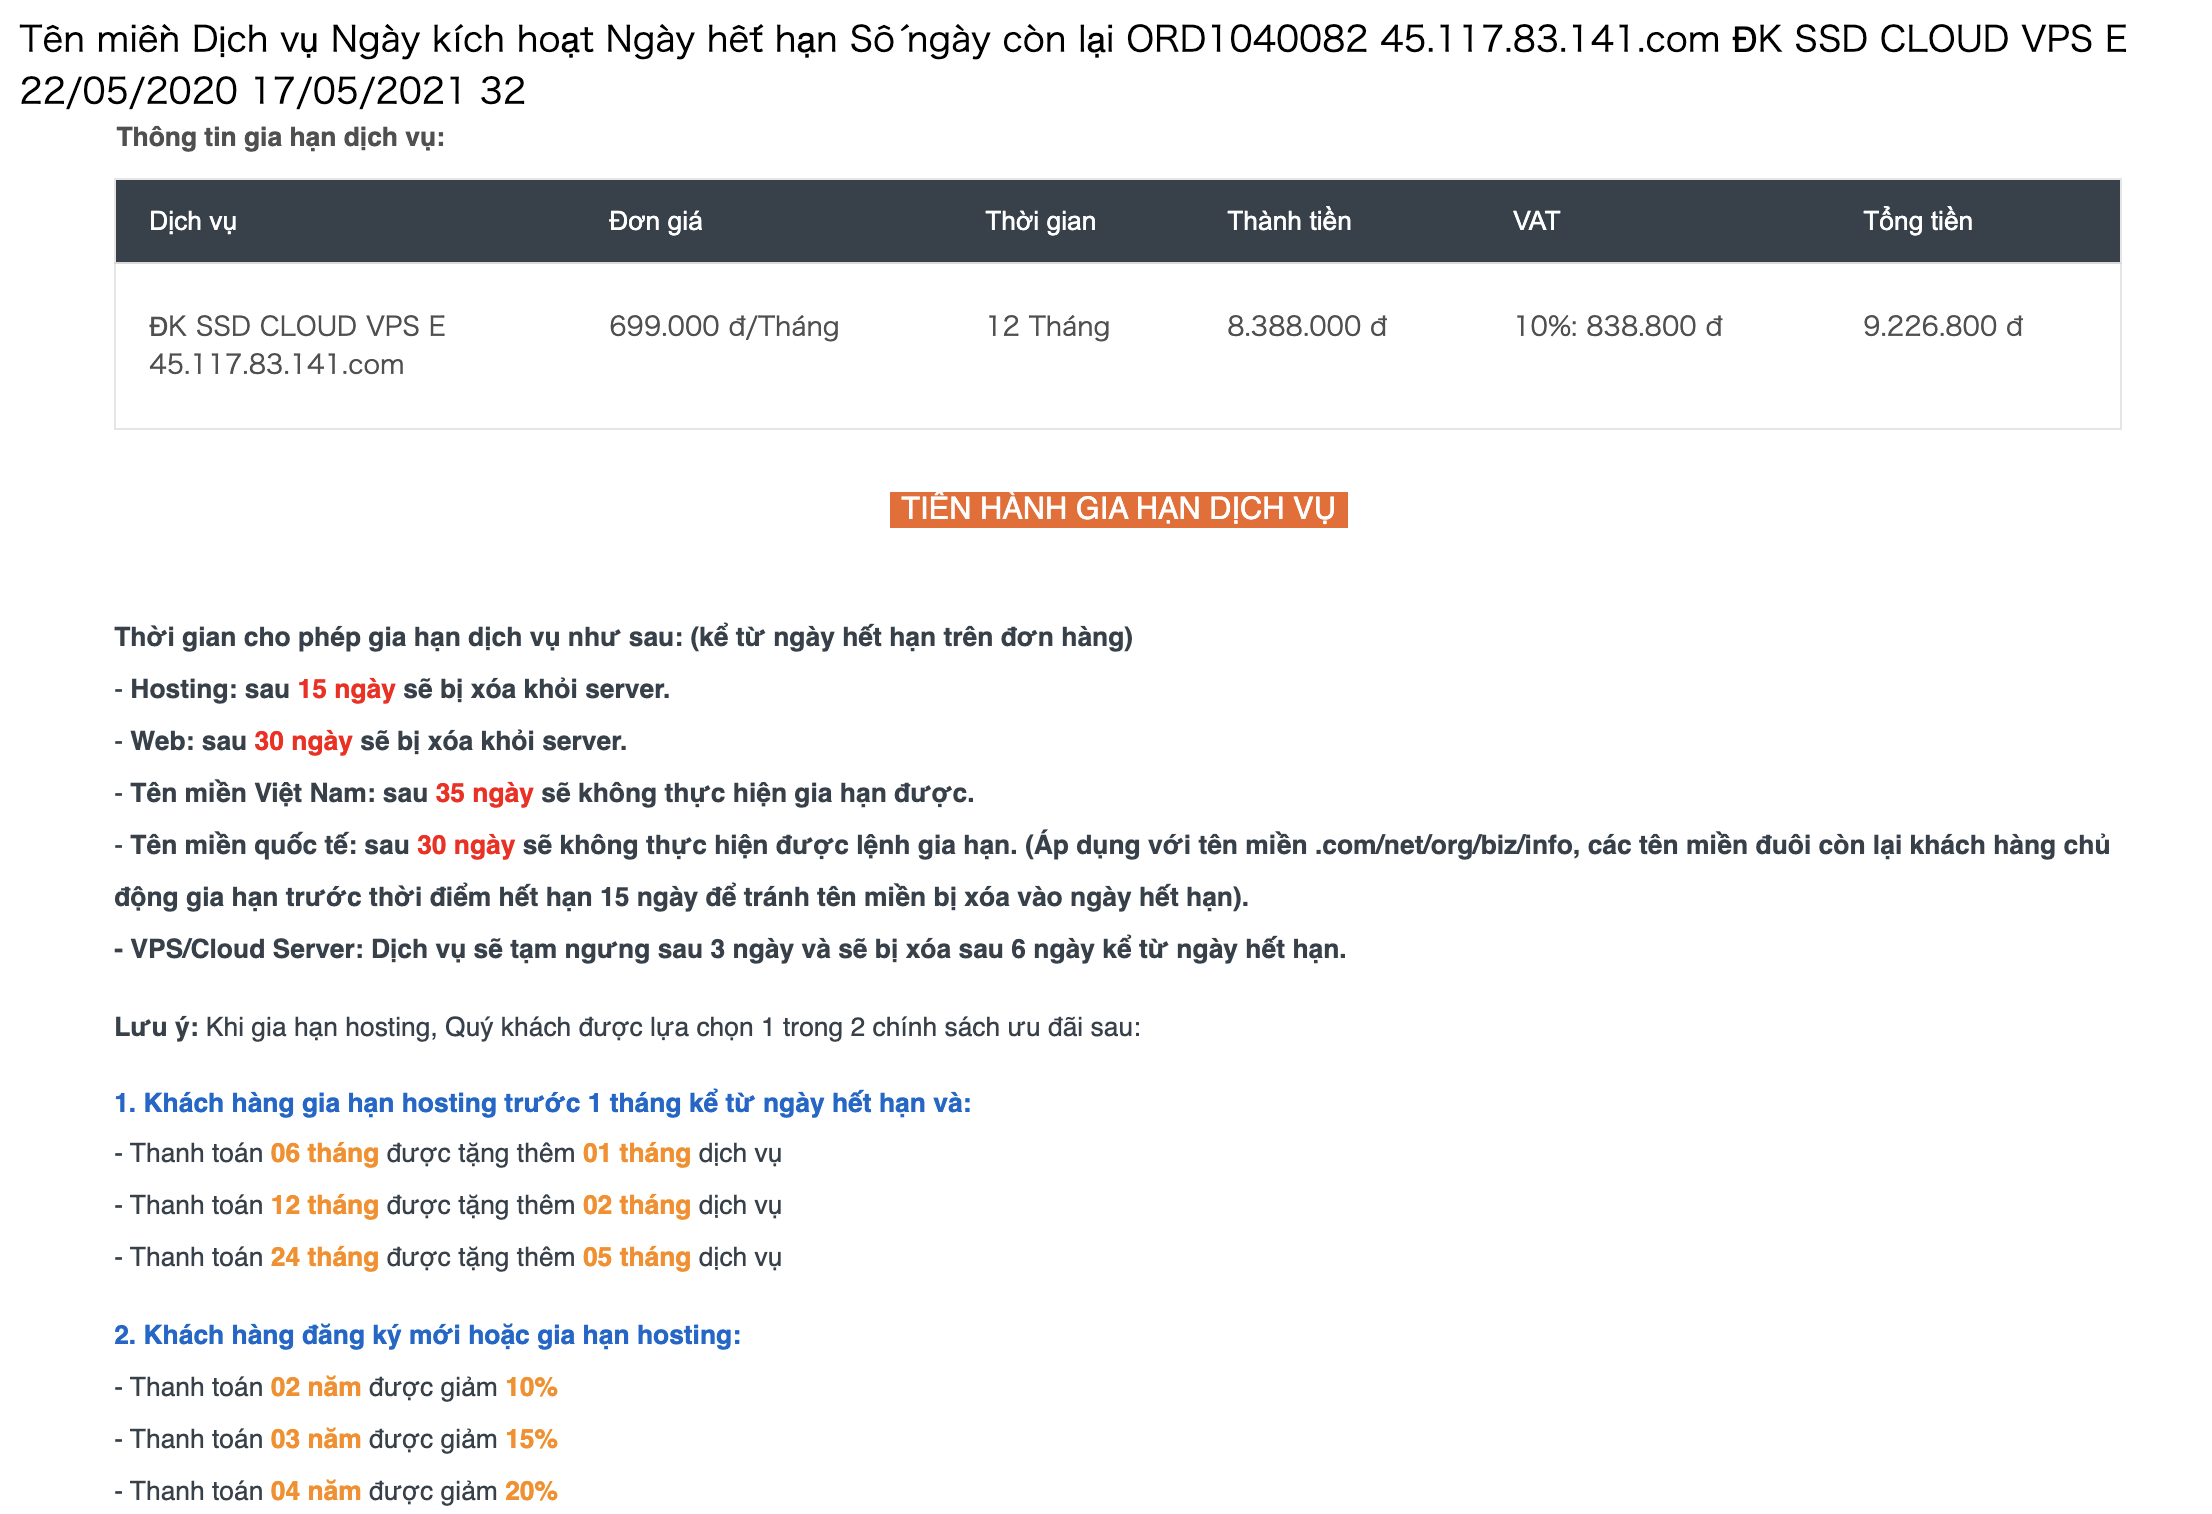 Tên miền Dịch vụ Ngày kích hoạt Ngày hết hạn Số ngày còn lại ORD1040082 45.117.83.141.com ĐK SSD CLOUD VPS E
22/05/2020 17/05/2021 32
Thông tin gia hạn dịch vụ:
Dịch vụ Đơn giá Thời gian Thành tiền VAT Tổng tiền
ĐK SSD CLOUD VPS E 699.000 đ/Tháng 12 Tháng 8.388.000 đ 10%: 838.800 đ 9.226.800 đ
45.117.83.141.com
TIẾN HÀNH GIA HẠN DỊCH VỤ
Thời gian cho phép gia hạn dịch vụ như sau: (kể từ ngày hết hạn trên đơn hàng)
- Hosting: sau 15 ngày sẽ bị xóa khỏi server.
- Web: sau 30 ngày sẽ bị xóa khỏi server.
- Tên miền Việt Nam: sau 35 ngày sẽ không thực hiện gia hạn được.
- Tên miền quốc tế: sau 30 ngày sẽ không thực hiện được lệnh gia hạn. (Áp dụng với tên miền .com/net/org/biz/info, các tên miền đuôi còn lại khách hàng chủ
động gia hạn trước thời điểm hết hạn 15 ngày để tránh tên miền bị xóa vào ngày hết hạn).
- VPS/Cloud Server: Dịch vụ sẽ tạm ngưng sau 3 ngày và sẽ bị xóa sau 6 ngày kể từ ngày hết hạn.
Lưu ý: Khi gia hạn hosting, Quý khách được lựa chọn 1 trong 2 chính sách ưu đãi sau:
1. Khách hàng gia hạn hosting trước 1 tháng kể từ ngày hết hạn và:
- Thanh toán 06 tháng được tặng thêm 01 tháng dịch vụ
- Thanh toán 12 tháng được tặng thêm 02 tháng dịch vụ
- Thanh toán 24 tháng được tặng thêm 05 tháng dịch vụ
2. Khách hàng đăng ký mới hoặc gia hạn hosting:
- Thanh toán 02 năm được giảm 10%
- Thanh toán 03 năm được giảm 15%
- Thanh toán 04 năm được giảm 20%